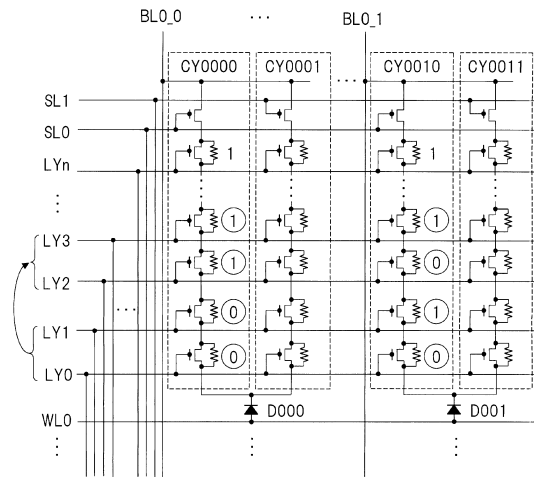 BL0_0 ... BL0_1
CY0000 CY0001 ... CY0010 CY0011
SL1
SL0
LYn 1 1
LY3 1 1
LY2 1 0
...
LY1 0 1
LY0 0 0
D000 D001
WL0